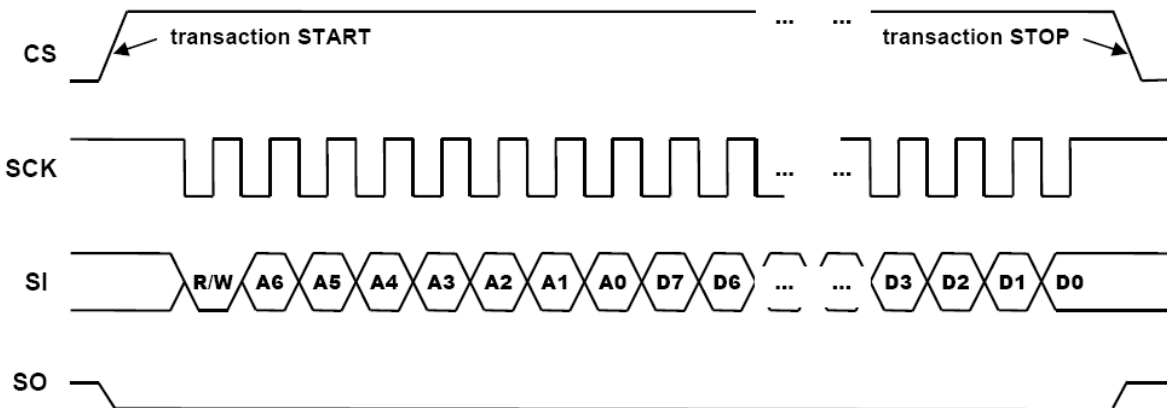 ... ...
transaction START
transaction STOP
CS
SCK
... ...
SI
R/W A6 A5 A4 A3 A2 A1 A0 D7 D6 ... ... D3 D2 D1 D0
SO